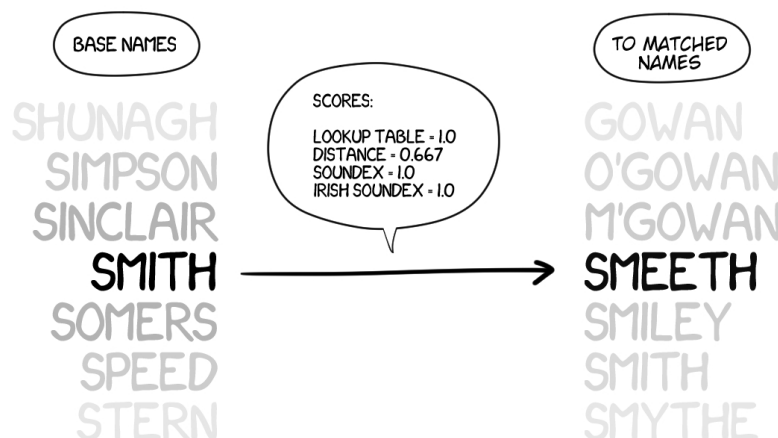 BASE NAMES
TO MATCHED
NAMES
SCORES:
LOOKUP TABLE = 1.0
DISTANCE = 0.667
SOUNDEX = 1.0
IRISH SOUNDEX = 1.0
SHUNAGH
SIMPSON
SINCLAIR
SMITH
SOMERS
SPEED
STERN
GOWAN
O'GOWAN
M'GOWAN
SMEETH
SMILEY
SMITH
SMYTHE